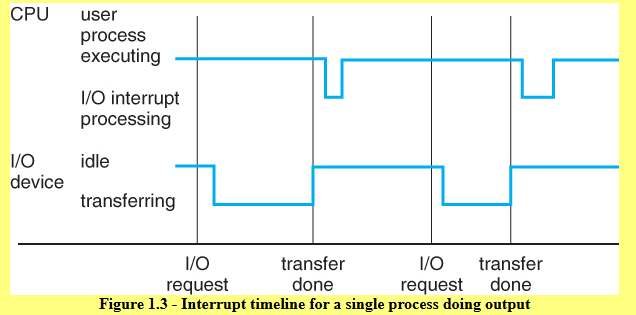 CPU
user
process
executing
I/O interrupt
processing
I/O
device
idle
transferring
I/O
request
transfer
done
I/O
request
transfer
done
Figure 1.3 - Interrupt timeline for a single process doing output